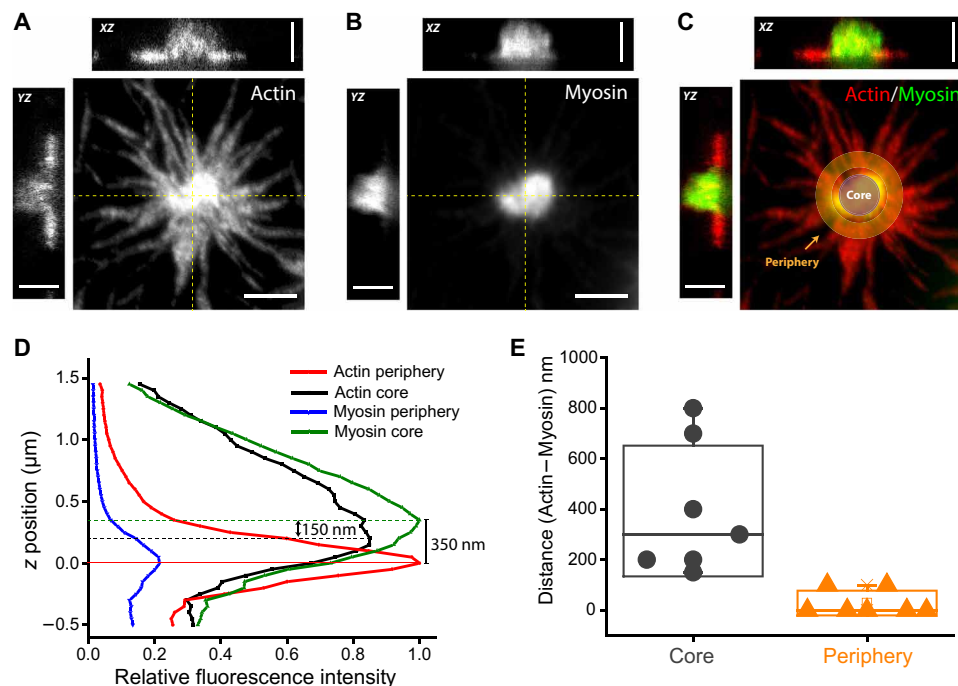 A
XZ
YZ
Actin
B
XZ
YZ
Myosin
C
XZ
YZ
Actin/Myosin
Core
Periphery
D
Actin periphery
Actin core
Myosin periphery
Myosin core
150 nm
350 nm
1.5
1.0
0.5
0.0
−0.5
z position (μm)
0.0 0.2 0.4 0.6 0.8 1.0
Relative fluorescence intensity
E
1000
800
600
400
200
0
Distance (Actin–Myosin) nm
Core Periphery